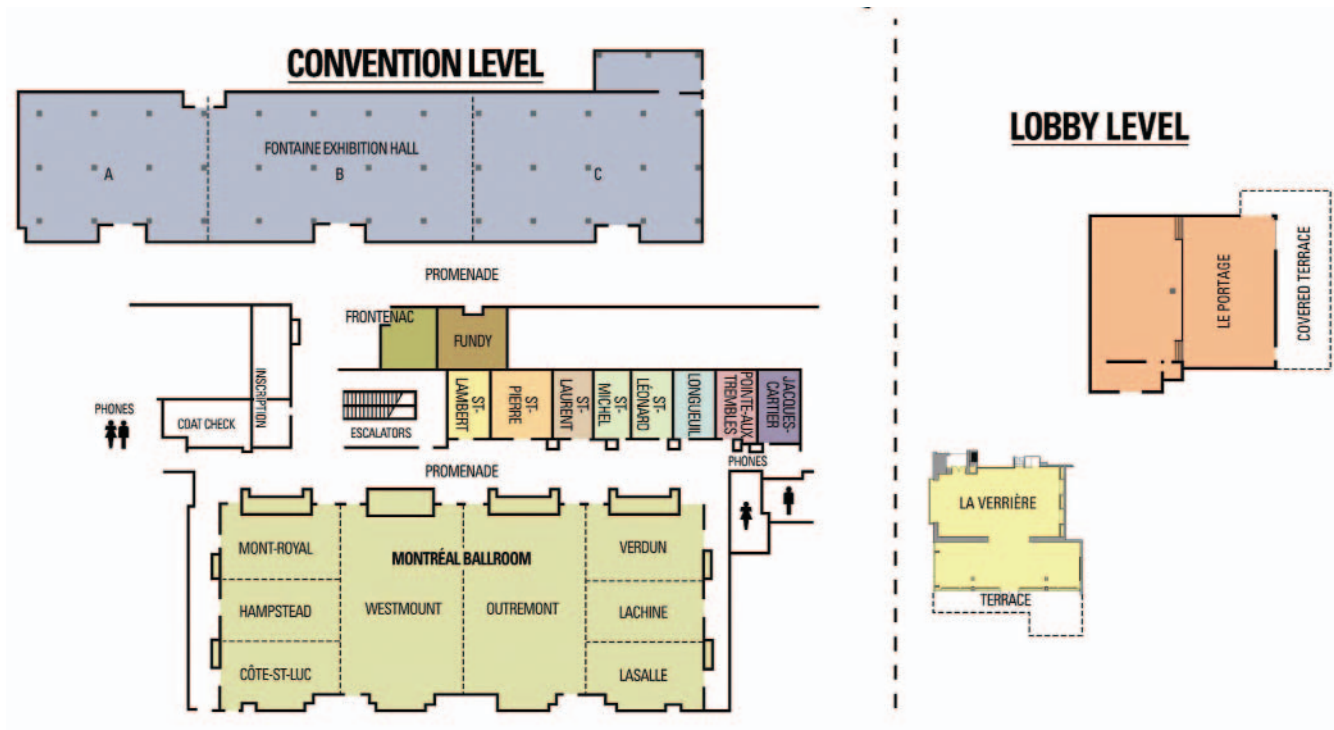 CONVENTION LEVEL
FONTAINE EXHIBITION HALL
A
B
C
PROMENADE
FRONTENAC
FUNDY
INSCRIPTION
COAT CHECK
PHONES
ESCALATORS
ST-
LAMBERT
ST-
PIERRE
ST-
LAURENT
ST-
MICHEL
ST-
LÉONARD
LONGUEUIL
POINTE-AUX
TREMBLES
JACQUES-
CARTIER
PROMENADE
PHONES
MONT-ROYAL
MONTRÉAL BALLROOM
VERDUN
HAMPSTEAD
WESTMOUNT
OUTREMONT
LACHINE
CÔTE-ST-LUC
LASALLE
LOBBY LEVEL
LE PORTAGE
COVERED TERRACE
LA VERRIÈRE
TERRACE